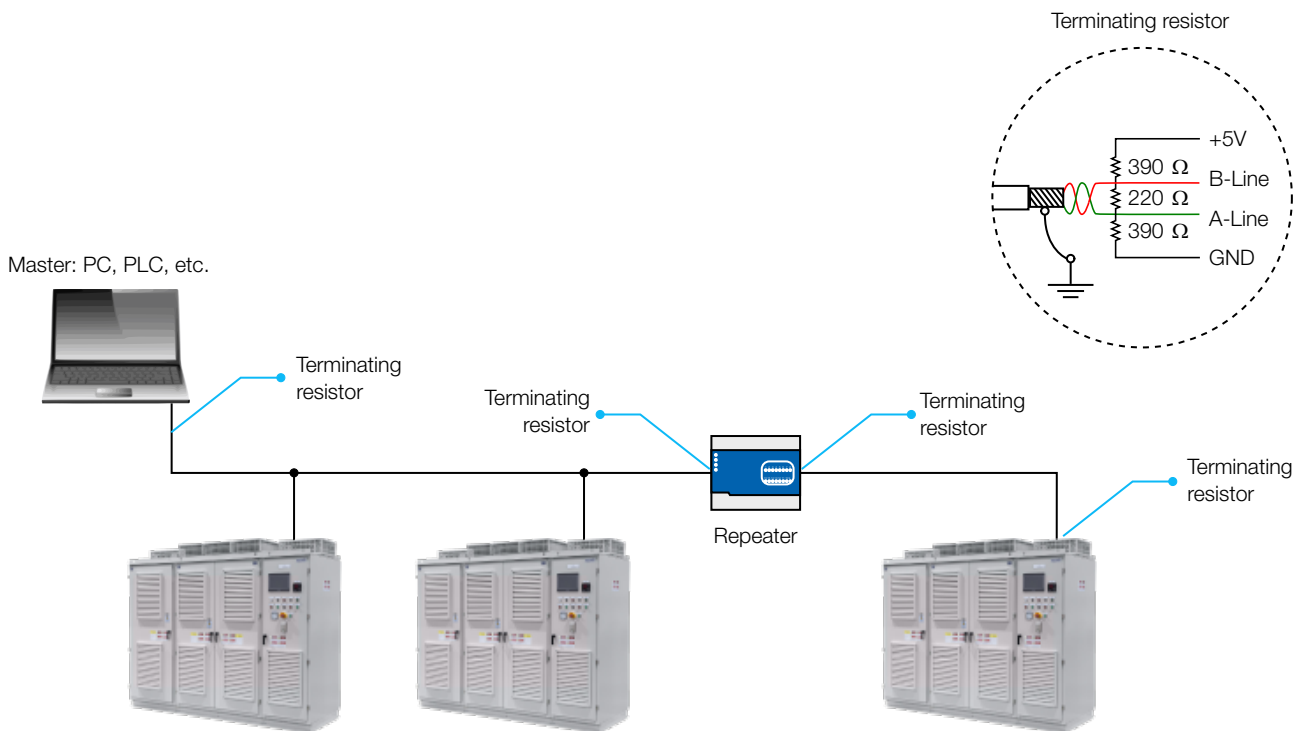 Terminating resistor
+5V
390 Ω
B-Line
220 Ω
A-Line
390 Ω
GND
Master: PC, PLC, etc.
Terminating
resistor
Terminating
resistor
Terminating
resistor
Terminating
resistor
Repeater